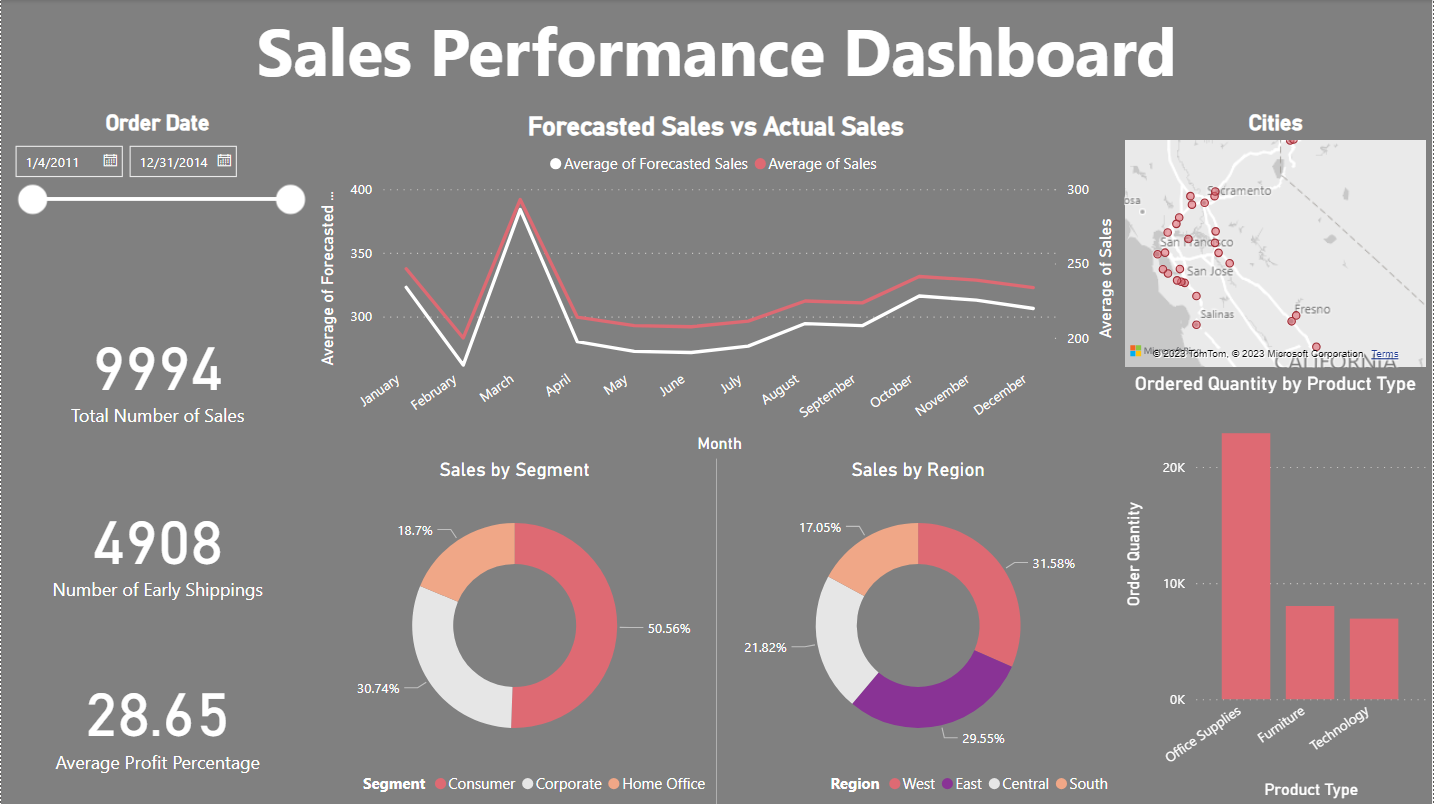 Sales Performance Dashboard
Order Date
1/4/2011
12/31/2014
9994
Total Number of Sales
4908
Number of Early Shippings
28.65
Average Profit Percentage
Forecasted Sales vs Actual Sales
Average of Forecasted Sales
Average of Sales
Average of Forecasted ...
400
350
300
300
250
200
Average of Sales
January
February
March
April
May
June
July
August
September
October
November
December
Month
Sales by Segment
18.7%
50.56%
30.74%
Segment
Consumer
Corporate
Home Office
Sales by Region
17.05%
31.58%
21.82%
29.55%
Region
West
East
Central
South
Cities
osa
Sacramento
San Francisco
San Jose
Salinas
Fresno
CALIFORNIA
© 2023 TomTom, © 2023 Microsoft Corporation
Terms
Ordered Quantity by Product Type
Order Quantity
20K
10K
0K
Office Supplies
Furniture
Technology
Product Type